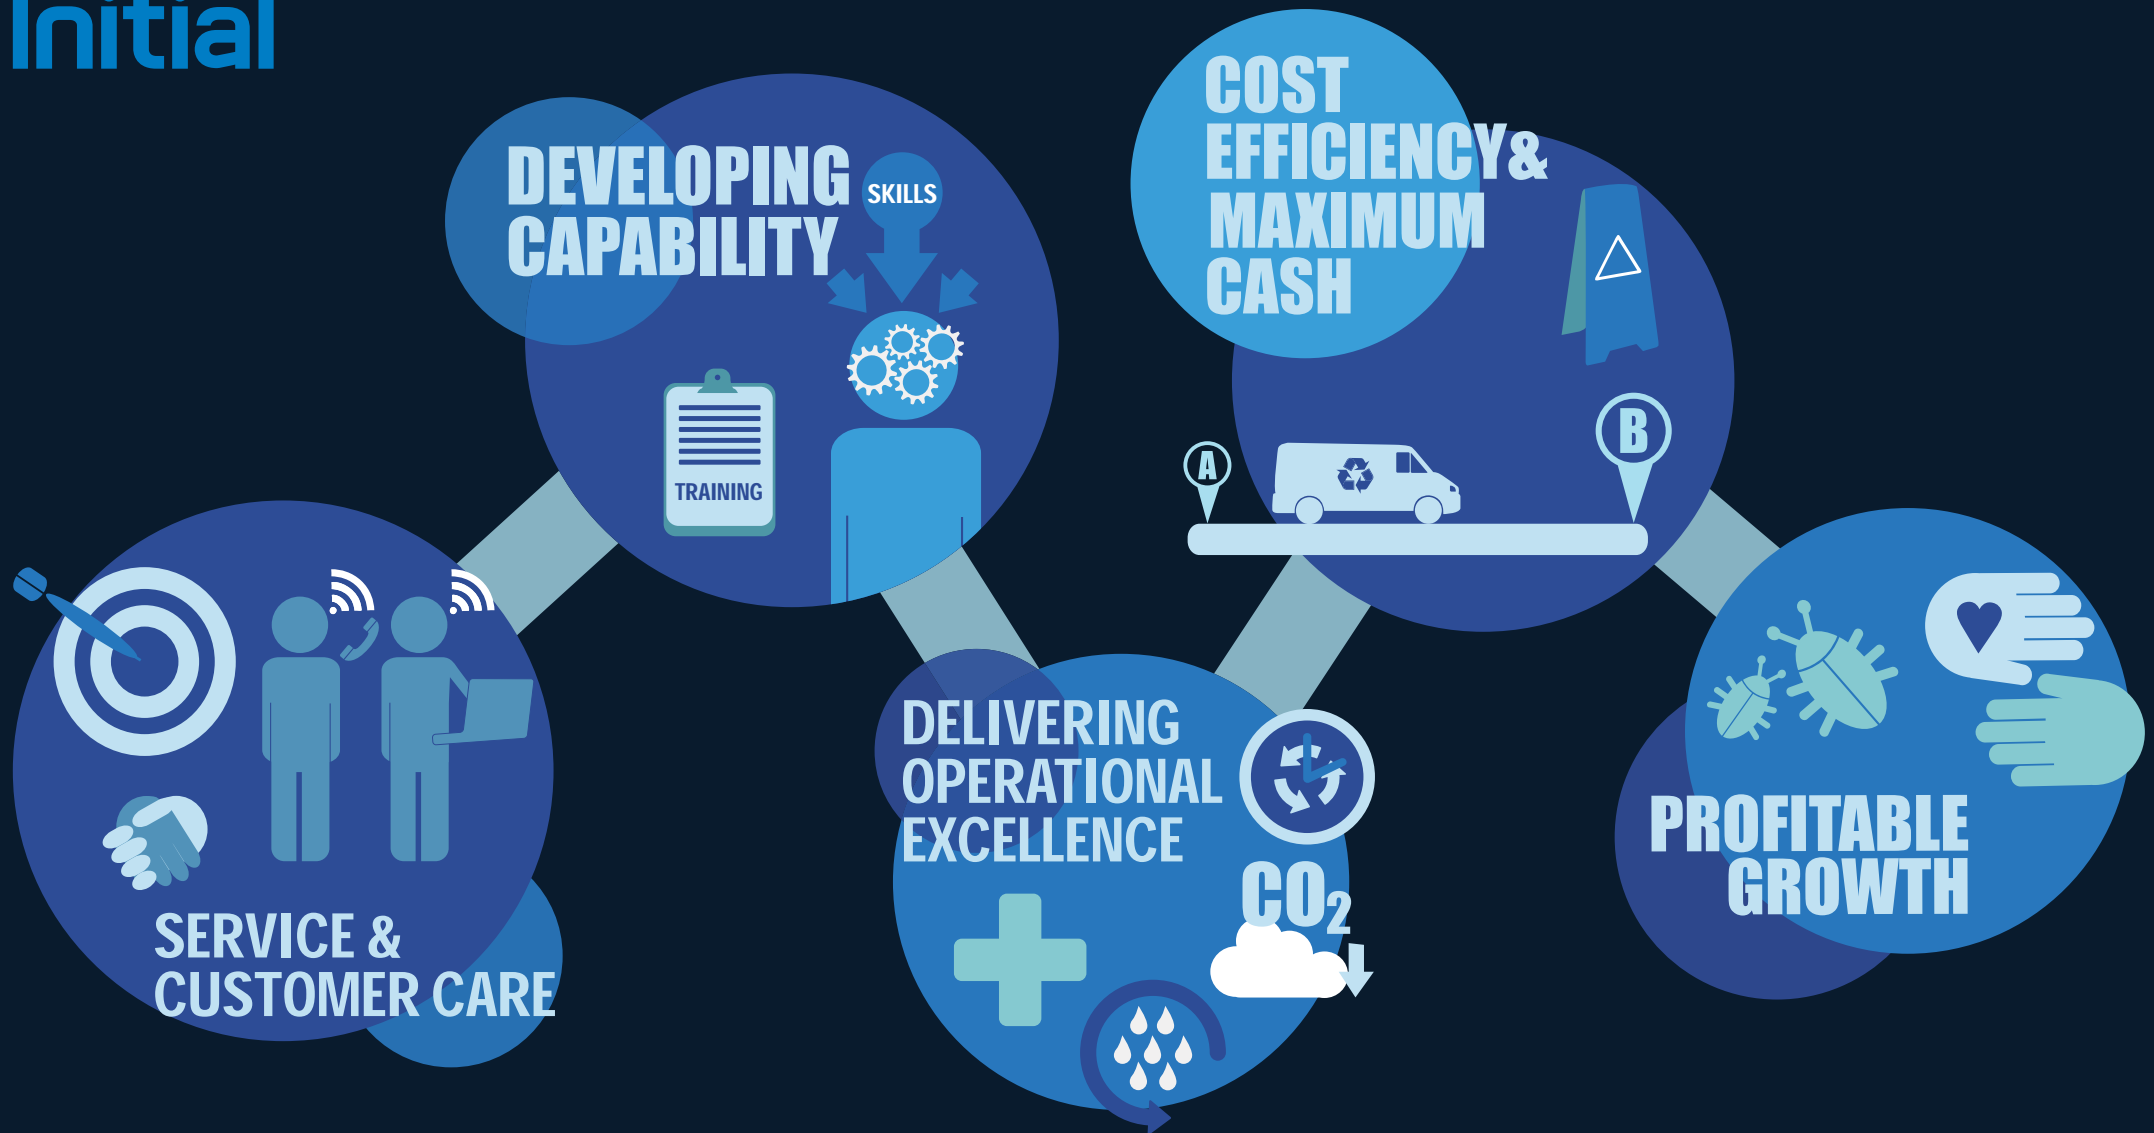 Initial
DEVELOPING
CAPABILITY
SKILLS
TRAINING
COST
EFFICIENCY&
MAXIMUM
CASH
A
B
SERVICE &
CUSTOMER CARE
DELIVERING
OPERATIONAL
EXCELLENCE
CO₂
PROFITABLE
GROWTH